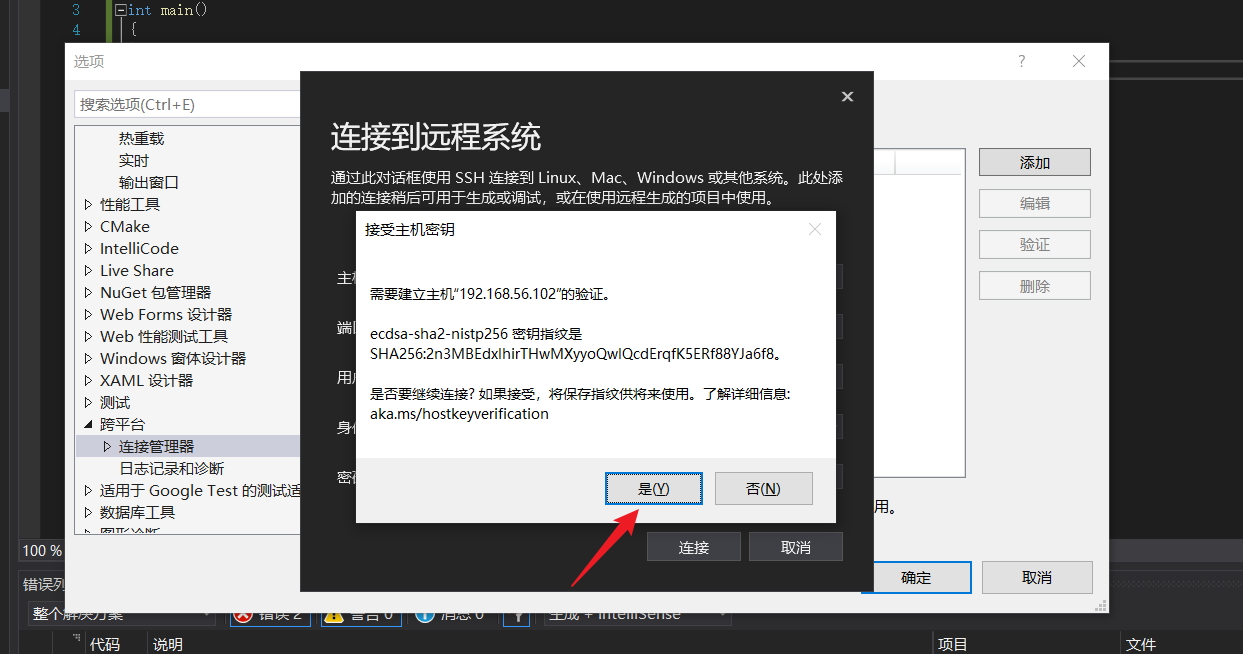 3 int main()
4 {
选项
?
搜索选项(Ctrl+E)
热重载
实时
输出窗口
性能工具
CMake
IntelliCode
Live Share
NuGet 包管理器
Web Forms 设计器
Web 性能测试工具
Windows 窗体设计器
XAML 设计器
测试
跨平台
连接管理器
日志记录和诊断
适用于 Google Test 的测试适
数据库工具
图形诊断
添加
编辑
验证
删除
用。
确定
取消
连接到远程系统
通过此对话框使用 SSH 连接到 Linux、Mac、Windows 或其他系统。此处添
加的连接稍后可用于生成或调试，或在使用远程生成的项目中使用。
主机
端口
用户
身份
密码
连接
取消
接受主机密钥
需要建立主机“192.168.56.102”的验证。
ecdsa-sha2-nistp256 密钥指纹是
SHA256:2n3MBEdxlhirTHwMXyyoQwlQcdErqfK5ERf88YJa6f8。
是否要继续连接? 如果接受，将保存指纹供将来使用。了解详细信息:
aka.ms/hostkeyverification
是(Y)
否(N)
100 %
错误列
整个解决方案
错误 2
警告 0
消息 0
生成 + IntelliSense
代码
说明
项目
文件